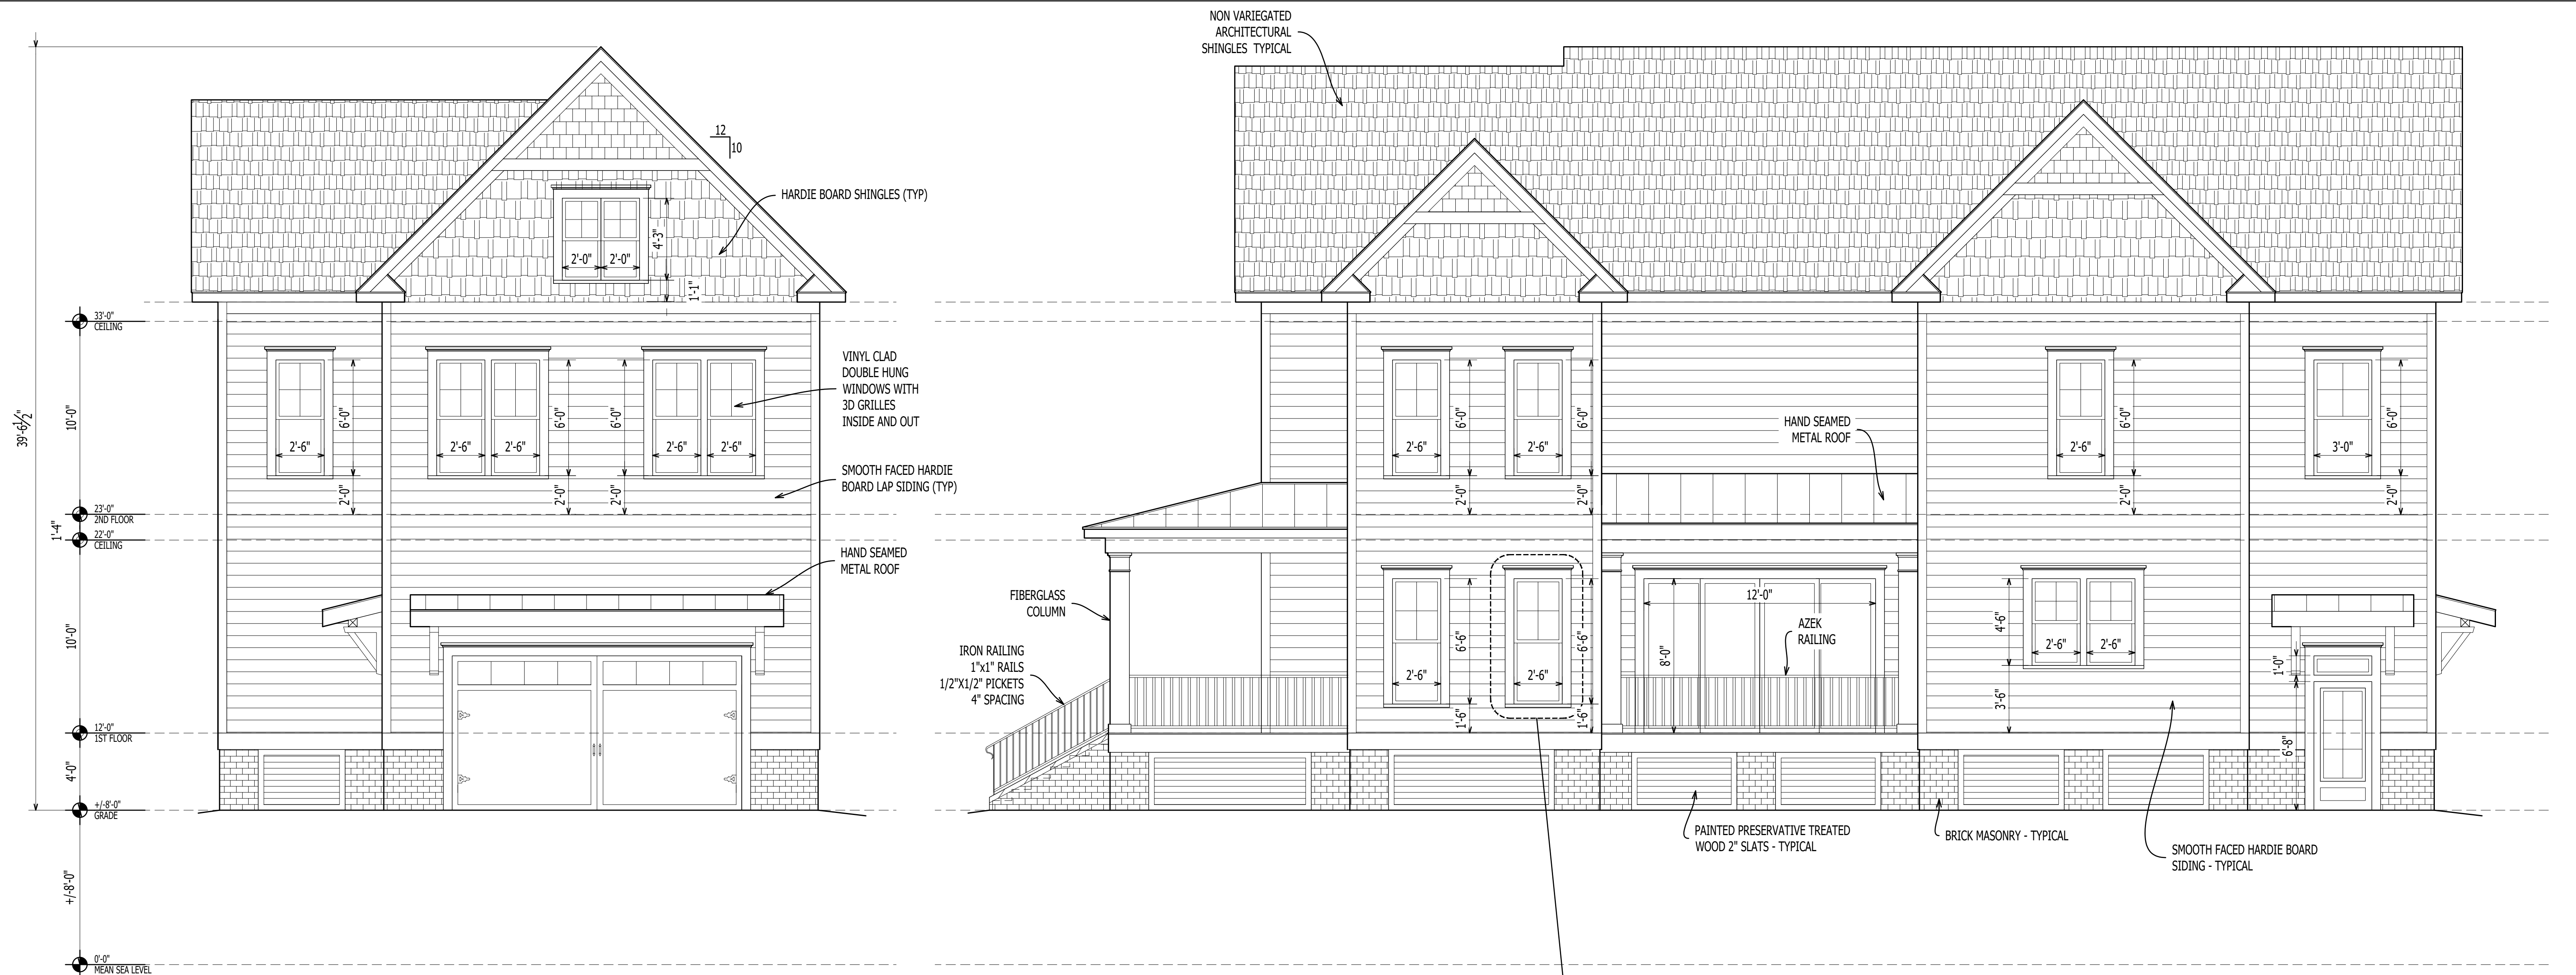 NON VARIEGATED
ARCHITECTURAL
SHINGLES TYPICAL
12
10
HARDIE BOARD SHINGLES (TYP)
4'-3"
2'-0"
2'-0"
1'-1"
39'-6 1/2"
33'-0"
CEILING
10'-0"
2'-6"
6'-0"
2'-0"
2'-6"
2'-6"
6'-0"
2'-0"
6'-0"
2'-0"
2'-6"
2'-6"
VINYL CLAD
DOUBLE HUNG
WINDOWS WITH
3D GRILLES
INSIDE AND OUT
SMOOTH FACED HARDIE
BOARD LAP SIDING (TYP)
23'-0"
2ND FLOOR
1'-4"
22'-0"
CEILING
HAND SEAMED
METAL ROOF
10'-0"
12'-0"
1ST FLOOR
4'-0"
+/-8'-0"
GRADE
+/-8'-0"
0'-0"
MEAN SEA LEVEL
2'-6"
6'-0"
2'-0"
2'-6"
6'-0"
2'-0"
HAND SEAMED
METAL ROOF
2'-6"
6'-0"
2'-0"
3'-0"
6'-0"
2'-0"
FIBERGLASS
COLUMN
IRON RAILING
1"x1" RAILS
1/2"X1/2" PICKETS
4" SPACING
2'-6"
6'-6"
1'-6"
2'-6"
6'-6"
1'-6"
12'-0"
8'-0"
AZEK
RAILING
4'-6"
2'-6"
2'-6"
3'-6"
1'-0"
6'-8"
PAINTED PRESERVATIVE TREATED
WOOD 2" SLATS - TYPICAL
BRICK MASONRY - TYPICAL
SMOOTH FACED HARDIE BOARD
SIDING - TYPICAL